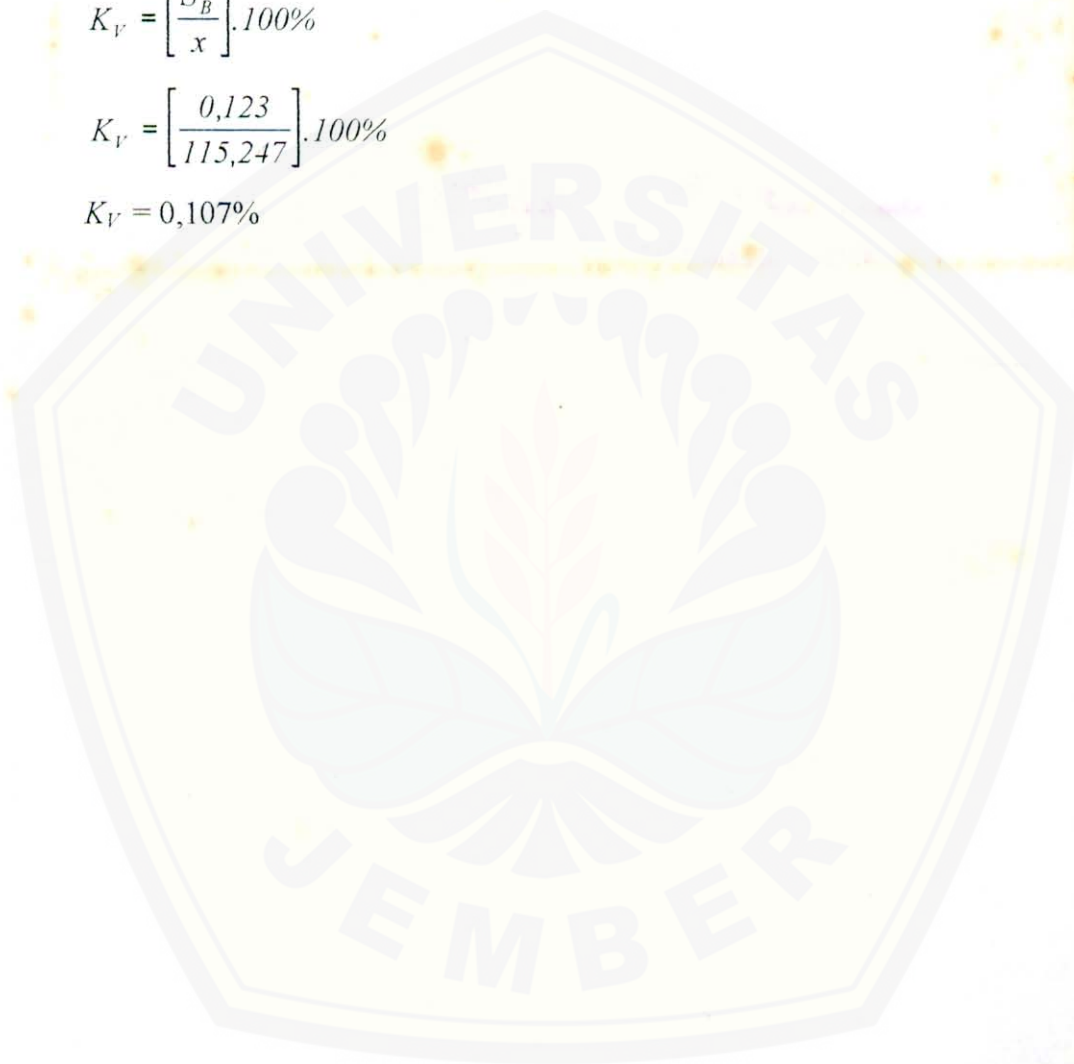 K_V = [S_B / x].100%
K_V = [0,123 / 115,247].100%
K_V = 0,107%
UNIVERSITAS
JEMBER